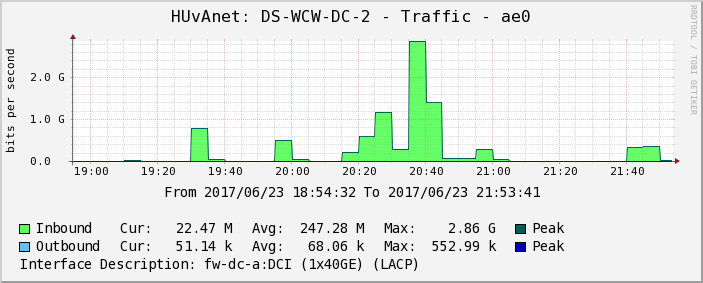 HUvAnet: DS-WCW-DC-2 - Traffic - ae0
RRDTOOL / TOBI OETIKER
bits per second
2.0 G
1.0 G
0.0
19:00 19:20 19:40 20:00 20:20 20:40 21:00 21:20 21:40
From 2017/06/23 18:54:32 To 2017/06/23 21:53:41
Inbound Cur: 22.47 M Avg: 247.28 M Max: 2.86 G Peak
Outbound Cur: 51.14 k Avg: 68.06 k Max: 552.99 k Peak
Interface Description: fw-dc-a:DCI (1x40GE) (LACP)